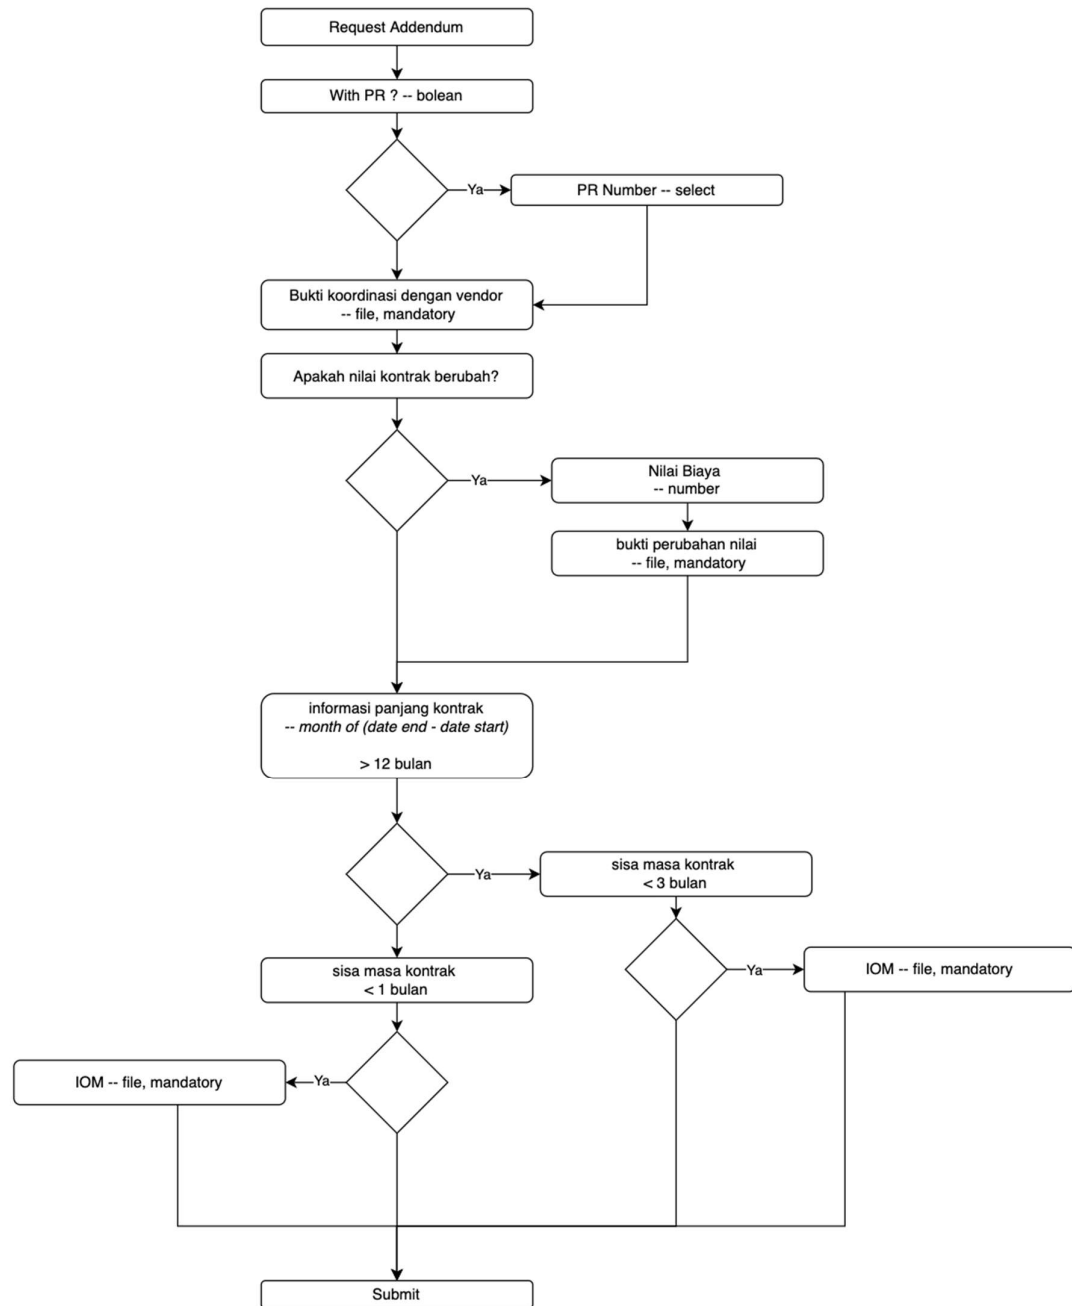 Request Addendum
With PR ? -- bolean
Ya
PR Number -- select
Bukti koordinasi dengan vendor
-- file, mandatory
Apakah nilai kontrak berubah?
Ya
Nilai Biaya
-- number
bukti perubahan nilai
-- file, mandatory
informasi panjang kontrak
-- month of (date end - date start)
> 12 bulan
Ya
sisa masa kontrak
< 3 bulan
Ya
IOM -- file, mandatory
sisa masa kontrak
< 1 bulan
Ya
IOM -- file, mandatory
Submit